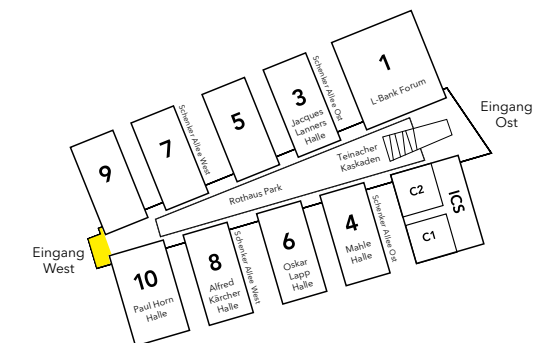 1
L-Bank Forum
Eingang
Ost
3
Jacques
Lanners
Halle
Schenker Allee Ost
5
7
Schenker Allee West
9
Teinacher
Kaskaden
Rothaus Park
Eingang
West
10
Paul Horn
Halle
8
Alfred
Kärcher
Halle
Schenker Allee West
6
Oskar
Lapp
Halle
4
Mahle
Halle
Schenker Allee Ost
C2
C1
ICS